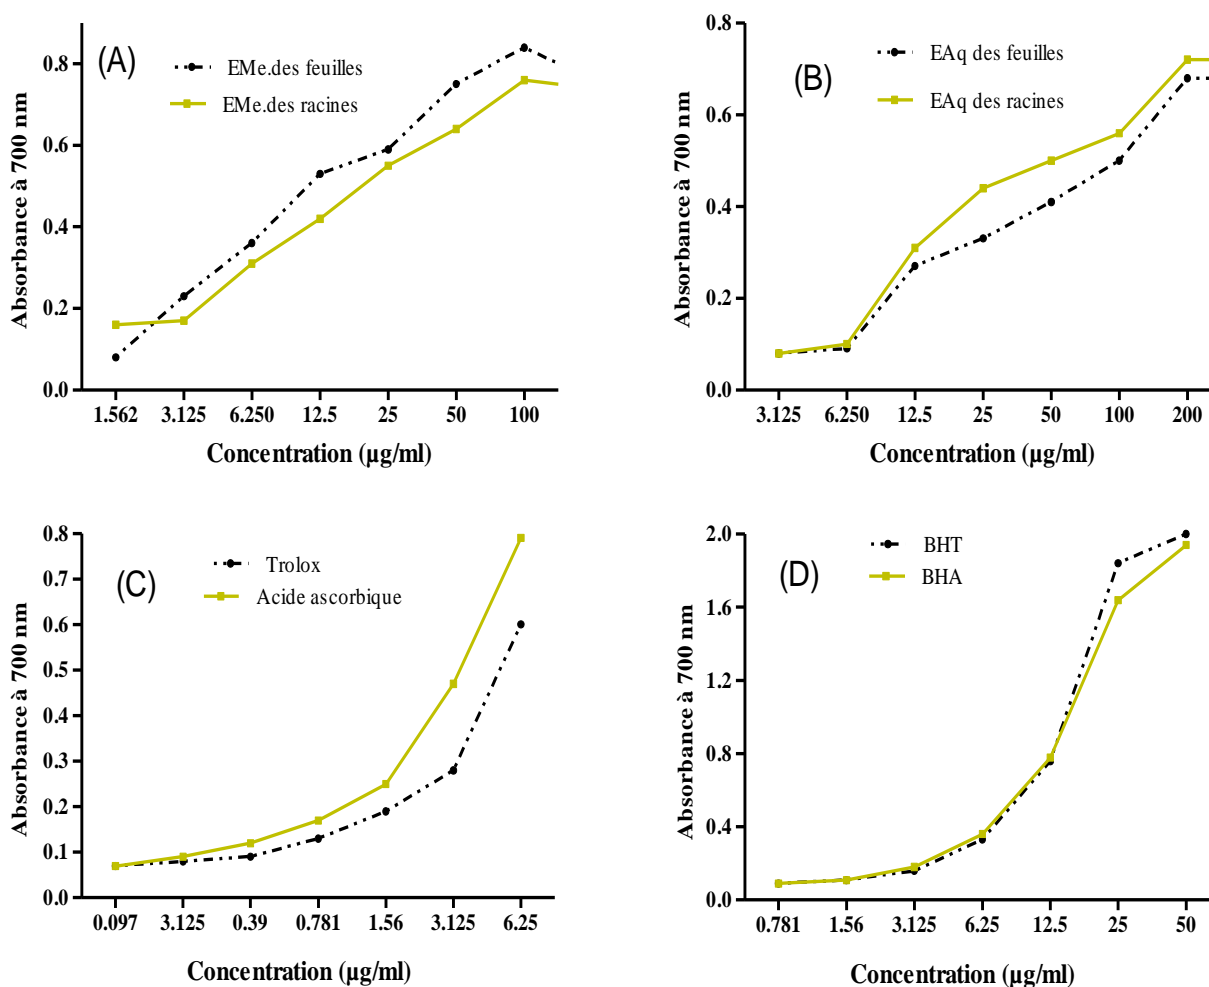 (A)
EMe.des feuilles
EMe.des racines
Absorbance à 700 nm
0.8
0.6
0.4
0.2
0.0
1.562 3.125 6.250 12.5 25 50 100
Concentration (µg/ml)
(B)
EAq des feuilles
EAq des racines
Absorbance à 700 nm
0.8
0.6
0.4
0.2
0.0
3.125 6.250 12.5 25 50 100 200
Concentration (µg/ml)
(C)
Trolox
Acide ascorbique
Absorbance à 700 nm
0.8
0.7
0.6
0.5
0.4
0.3
0.2
0.1
0.0
0.097 3.125 0.39 0.781 1.56 3.125 6.25
Concentration (µg/ml)
(D)
BHT
BHA
Absorbance à 700 nm
2.0
1.6
1.2
0.8
0.4
0.0
0.781 1.56 3.125 6.25 12.5 25 50
Concentration (µg/ml)